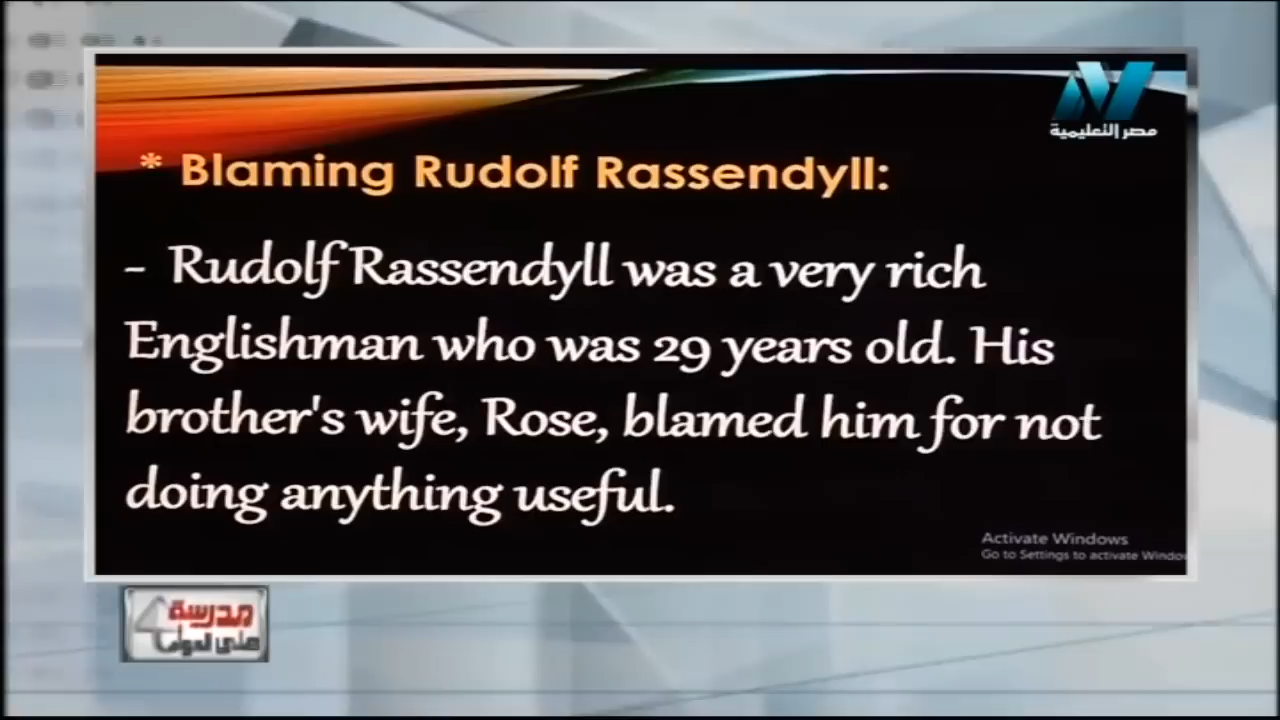 مصر التعليمية
* Blaming Rudolf Rassendyll:
- Rudolf Rassendyll was a very rich
Englishman who was 29 years old. His
brother's wife, Rose, blamed him for not
doing anything useful.
Activate Windows
Go to Settings to activate
مدرسة
على الهوا